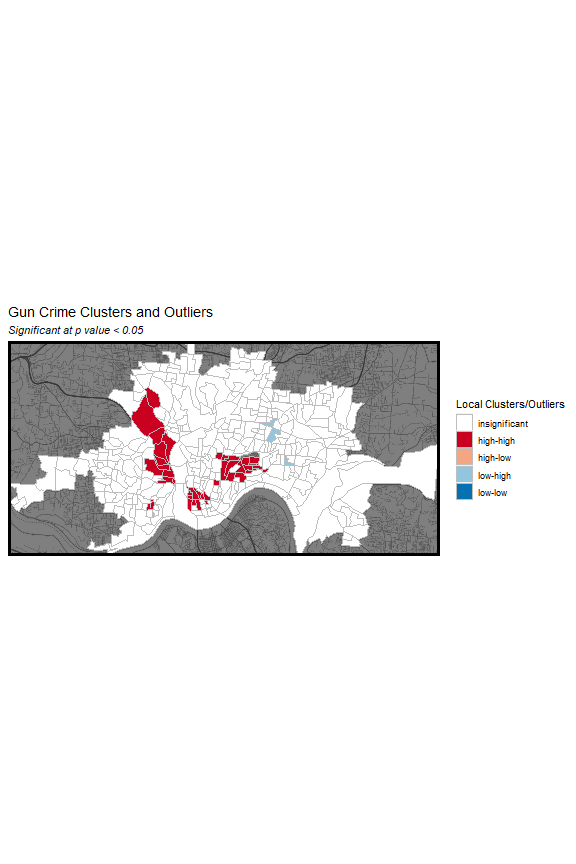 Gun Crime Clusters and Outliers
Significant at p value < 0.05
Local Clusters/Outliers
insignificant
high-high
high-low
low-high
low-low